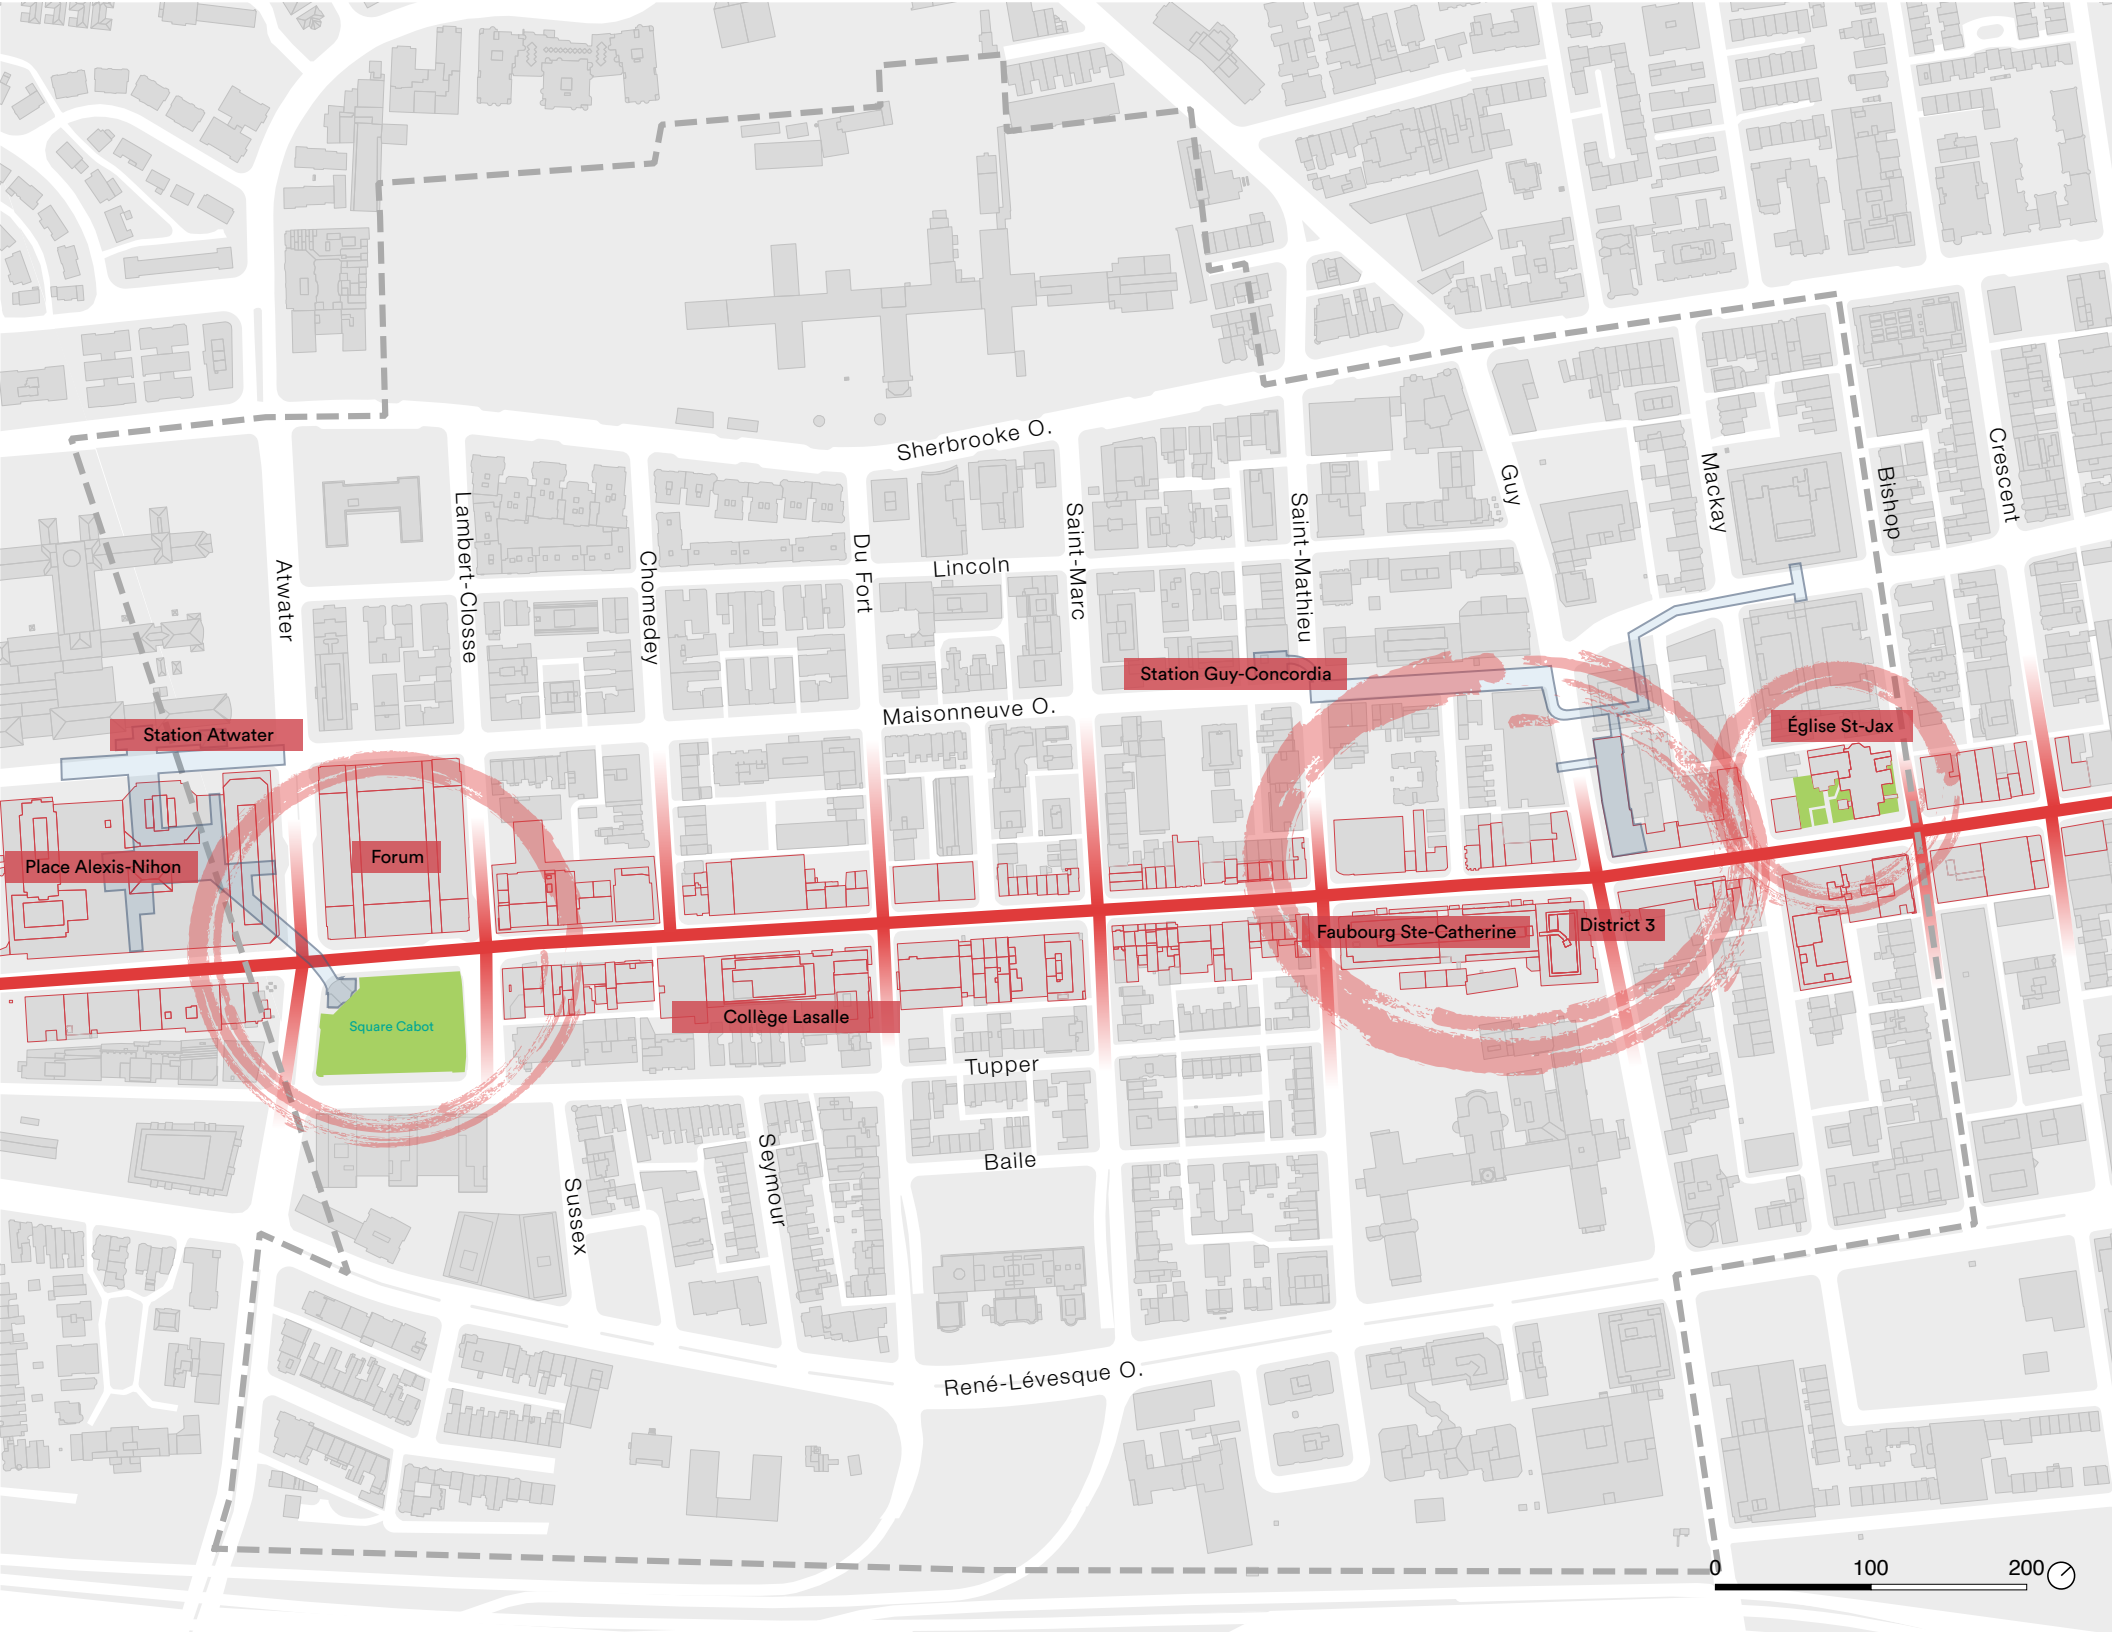 Sherbrooke O.
Crescent
Bishop
Mackay
Guy
Saint-Mathieu
Saint-Marc
Du Fort
Chomedey
Lambert-Closse
Atwater
Lincoln
Station Guy-Concordia
Maisonneuve O.
Église St-Jax
Station Atwater
Forum
Place Alexis-Nihon
Faubourg Ste-Catherine
District 3
Collège Lasalle
Square Cabot
Tupper
Baile
Seymour
Sussex
René-Lévesque O.
0 100 200